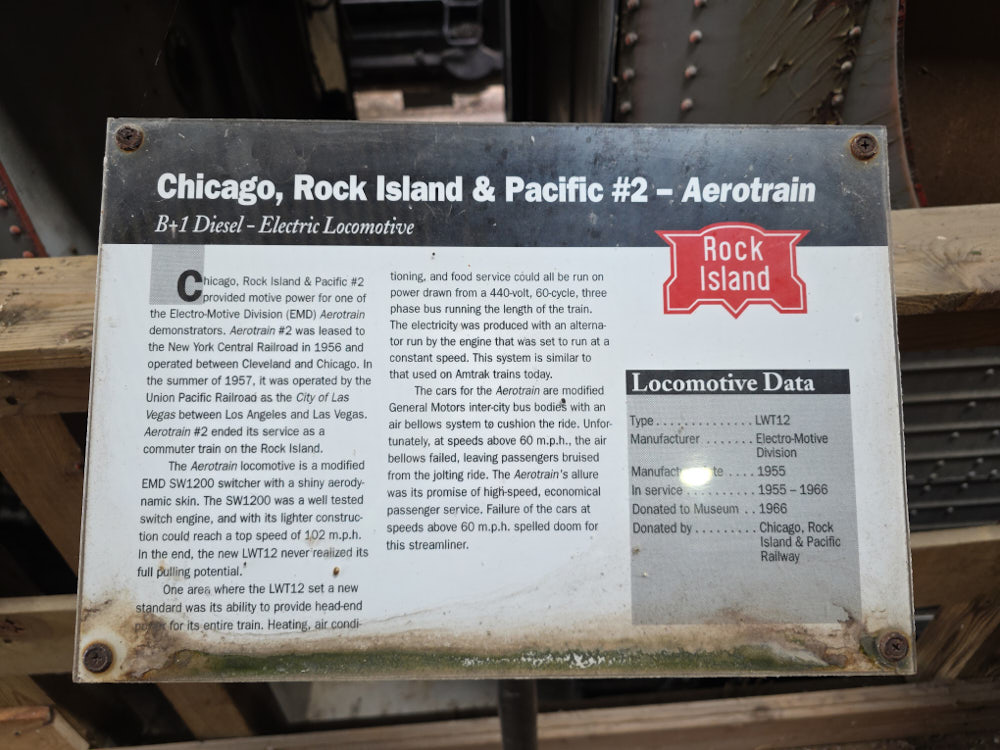 Chicago, Rock Island & Pacific #2 – Aerotrain
B+1 Diesel – Electric Locomotive
Chicago, Rock Island & Pacific #2
provided motive power for one of
the Electro-Motive Division (EMD) Aerotrain
demonstrators. Aerotrain #2 was leased to
the New York Central Railroad in 1956 and
operated between Cleveland and Chicago. In
the summer of 1957, it was operated by the
Union Pacific Railroad as the City of Las
Vegas between Los Angeles and Las Vegas.
Aerotrain #2 ended its service as a
commuter train on the Rock Island.
The Aerotrain locomotive is a modified
EMD SW1200 switcher with a shiny aerody-
namic skin. The SW1200 was a well tested
switch engine, and with its lighter construc-
tion could reach a top speed of 102 m.p.h.
In the end, the new LWT12 never realized its
full pulling potential.
One area where the LWT12 set a new
standard was its ability to provide head-end
power for its entire train. Heating, air condi-
tioning, and food service could all be run on
power drawn from a 440-volt, 60-cycle, three
phase bus running the length of the train.
The electricity was produced with an alterna-
tor run by the engine that was set to run at a
constant speed. This system is similar to
that used on Amtrak trains today.
The cars for the Aerotrain are modified
General Motors inter-city bus bodies with an
air bellows system to cushion the ride. Unfor-
tunately, at speeds above 60 m.p.h., the air
bellows failed, leaving passengers bruised
from the jolting ride. The Aerotrain's allure
was its promise of high-speed, economical
passenger service. Failure of the cars at
speeds above 60 m.p.h. spelled doom for
this streamliner.
Rock
Island
Locomotive Data
Type . . . . . . . . . . . . . . . LWT12
Manufacturer . . . . . . . Electro-Motive
Division
. . . . 1955
In service . . . . . . . . . . . 1955 – 1966
Donated to Museum . . 1966
Donated by . . . . . . . . . Chicago, Rock
Island & Pacific
Railway